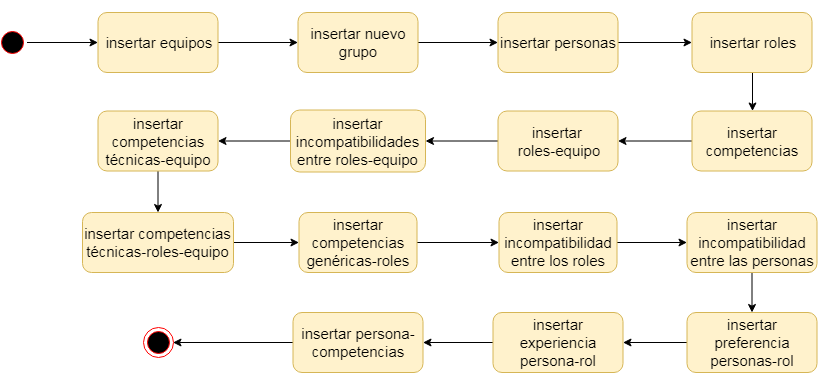 insertar equipos
insertar nuevo
grupo
insertar personas
insertar roles
insertar
competencias
insertar
roles-equipo
insertar
incompatibilidades
entre roles-equipo
insertar
competencias
técnicas-equipo
insertar competencias
técnicas-roles-equipo
insertar
competencias
genéricas-roles
insertar
incompatibilidad
entre los roles
insertar
incompatibilidad
entre las personas
insertar
preferencia
personas-rol
insertar
experiencia
persona-rol
insertar persona-
competencias